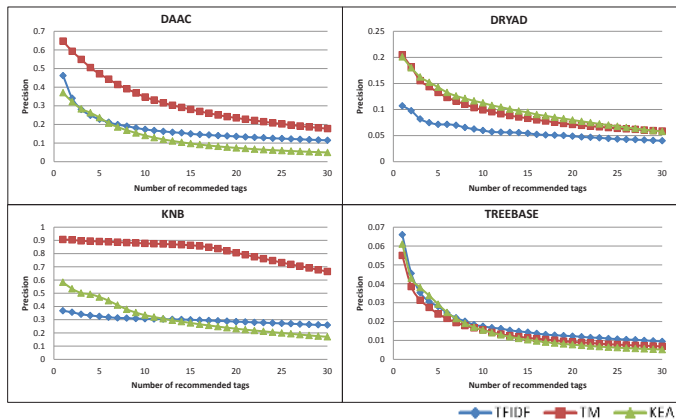 DAAC
0.7
0.6
0.5
0.4
0.3
0.2
0.1
0
Precision
0 5 10 15 20 25 30
Number of recommeded tags
DRYAD
0.25
0.2
0.15
0.1
0.05
0
Precision
0 5 10 15 20 25 30
Number of recommeded tags
KNB
1
0.9
0.8
0.7
0.6
0.5
0.4
0.3
0.2
0.1
0
Precision
0 5 10 15 20 25 30
Number of recommeded tags
TREEBASE
0.07
0.06
0.05
0.04
0.03
0.02
0.01
0
Precision
0 5 10 15 20 25 30
Number of recommeded tags
TFIDF TM KEA